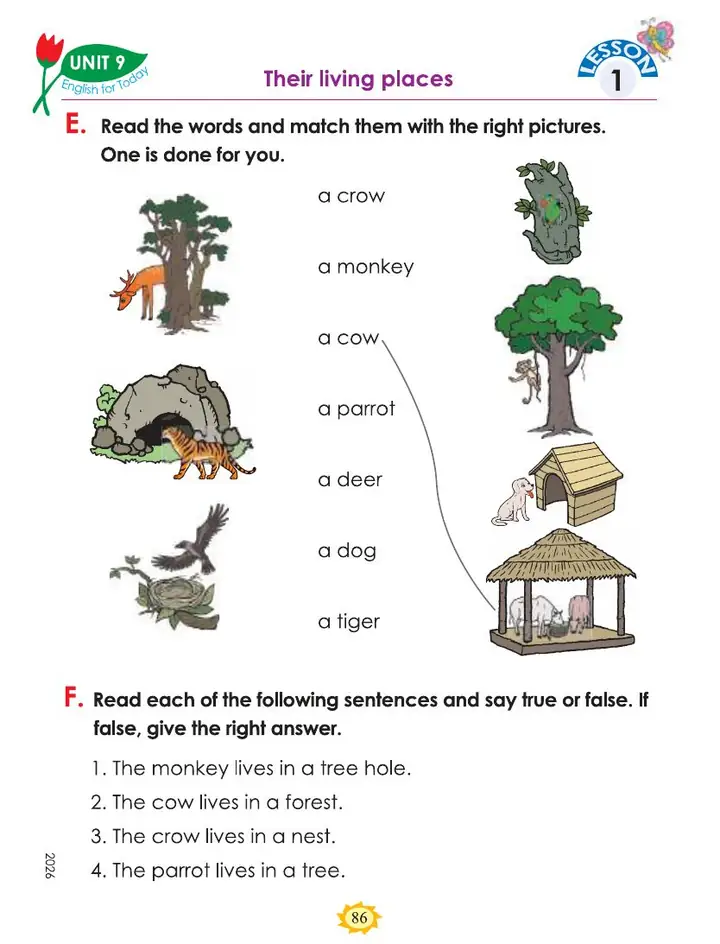 UNIT 9
English for Today
Their living places
LESSON
1
E. Read the words and match them with the right pictures.
One is done for you.
a crow
a monkey
a cow
a parrot
a deer
a dog
a tiger
F. Read each of the following sentences and say true or false. If
false, give the right answer.
1. The monkey lives in a tree hole.
2. The cow lives in a forest.
3. The crow lives in a nest.
4. The parrot lives in a tree.
2026
86